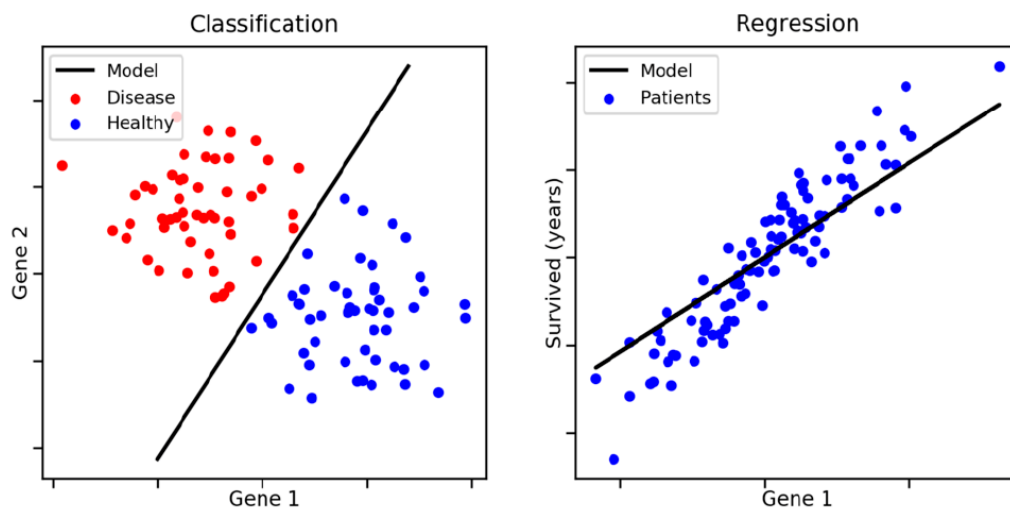 Classification
Model
Disease
Healthy
Gene 2
Gene 1
Regression
Model
Patients
Survived (years)
Gene 1